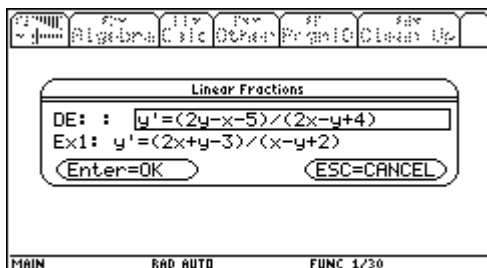 Algebra Calc Other PrgmIO Clean Up
Linear Fractions
DE: : y'=(2y-x-5)/(2x-y+4)
Ex1: y'=(2x+y-3)/(x-y+2)
Enter=OK ESC=CANCEL
MAIN RAD AUTO FUNC 1/30